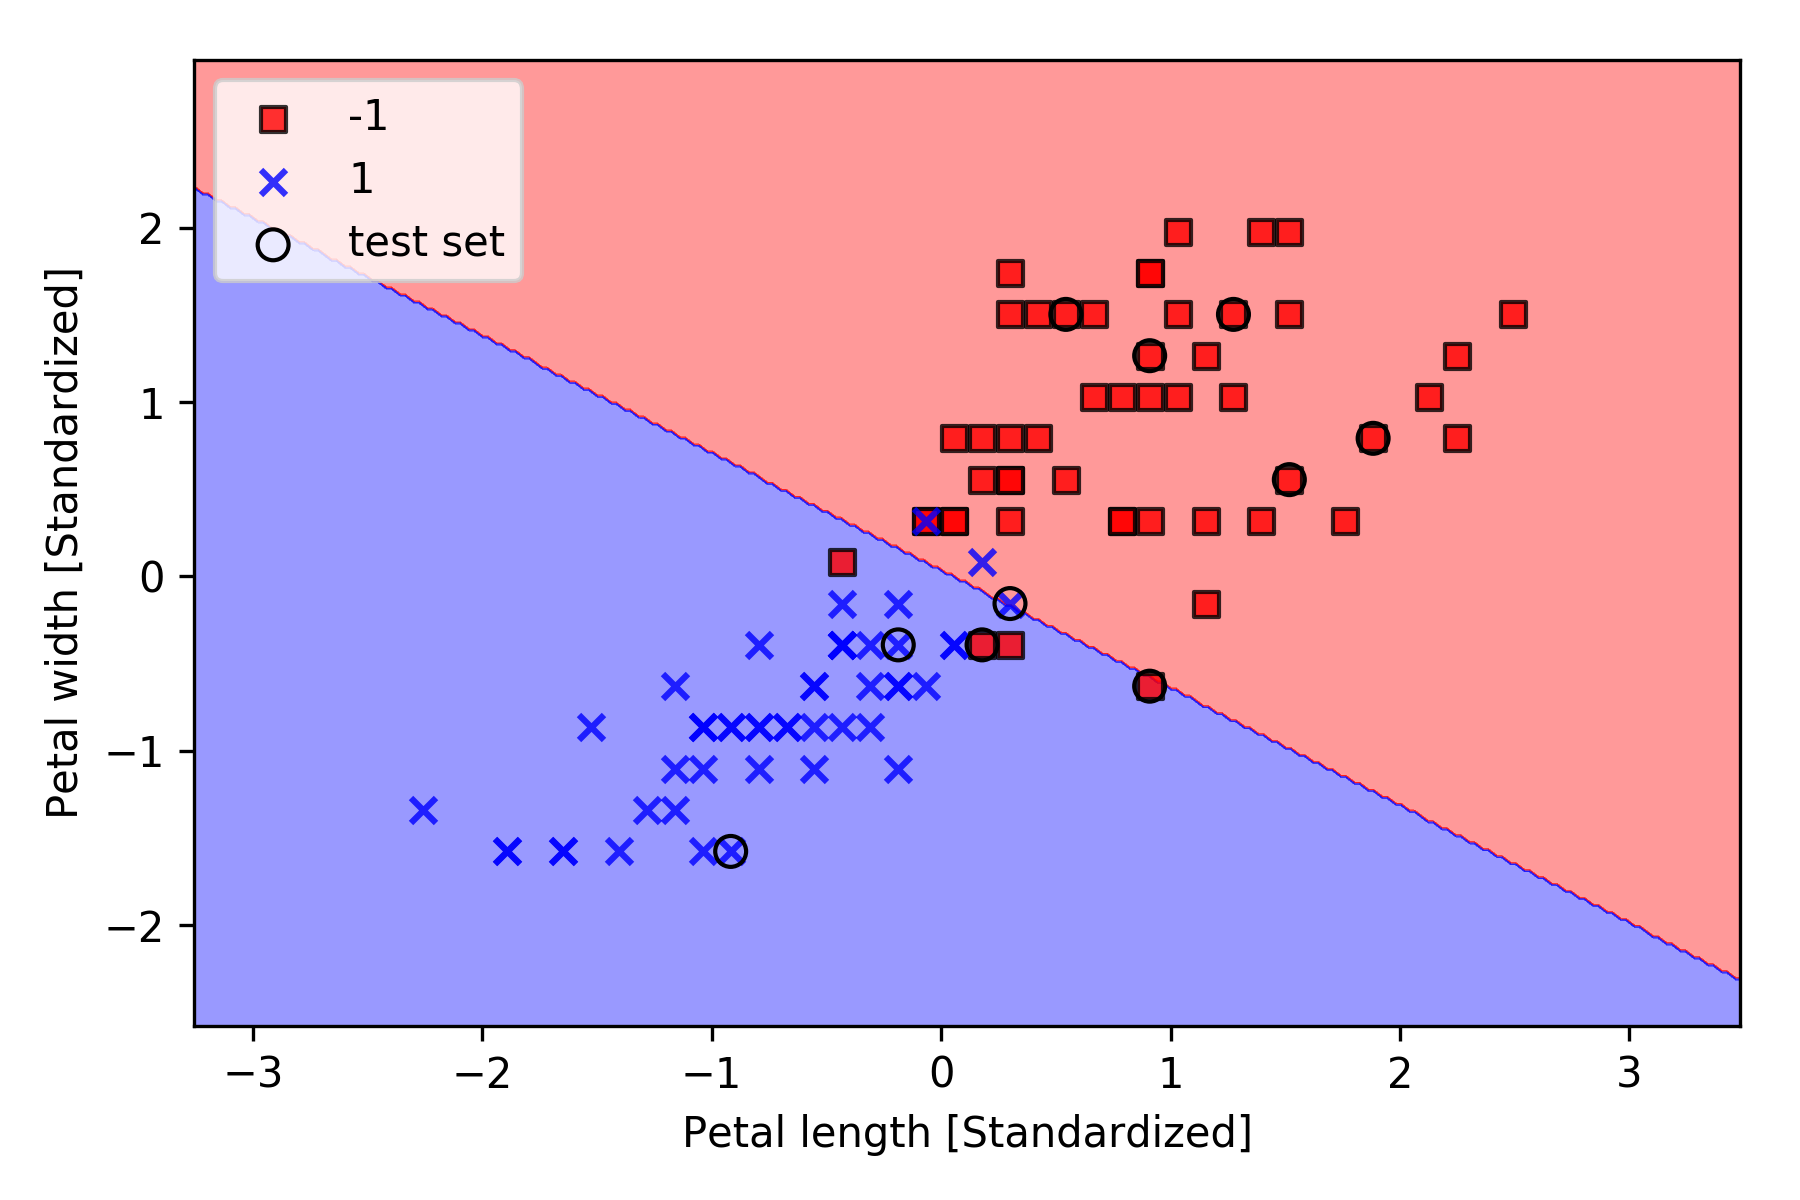 -1
1
test set
2
1
0
−1
−2
Petal width [Standardized]
−3 −2 −1 0 1 2 3
Petal length [Standardized]